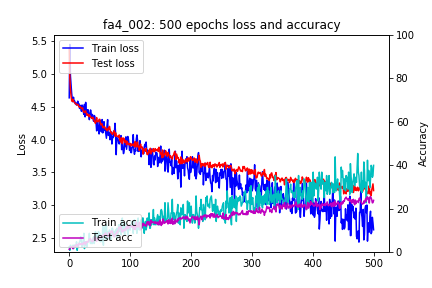 fa4_002: 500 epochs loss and accuracy
Train loss
Test loss
Train acc
Test acc
Loss
5.5
5.0
4.5
4.0
3.5
3.0
2.5
Accuracy
100
80
60
40
20
0
0
100
200
300
400
500